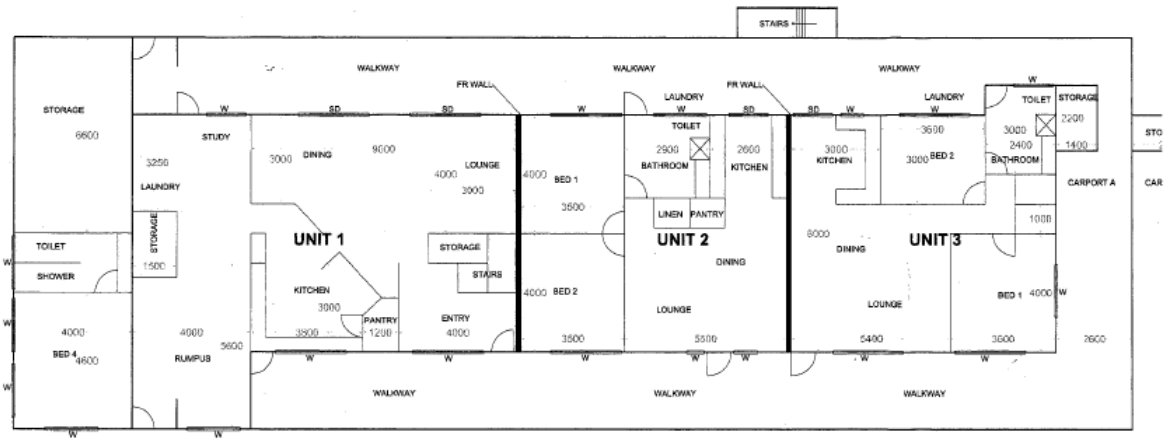 STAIRS
WALKWAY WALKWAY WALKWAY
FR WALL FR WALL
W SD SD W LAUNDRY W SD SD W LAUNDRY W
STORAGE
6600
STUDY
3250
LAUNDRY
3000 DINING 9000
4000 LOUNGE
3000
4000 BED 1
3500
TOILET
2900
BATHROOM
2600
KITCHEN
3000
KITCHEN
3600
3000 BED 2
TOILET
3000
2400
BATHROOM
STORAGE
2200
1400
STO
CARPORT A
CAR
TOILET
SHOWER
W
STORAGE
1500
UNIT 1
STORAGE
STAIRS
LINEN PANTRY
UNIT 2
DINING
6000
DINING
UNIT 3
1000
KITCHEN
3000
3800
PANTRY
1200
ENTRY
4000
4000 BED 2
3500
LOUNGE
5500
LOUNGE
5400
BED 1 4000
3600
W
2600
W
4000
BED 4 4600
4000
5600
RUMPUS
W
W W W W W W W
WALKWAY WALKWAY WALKWAY
W W